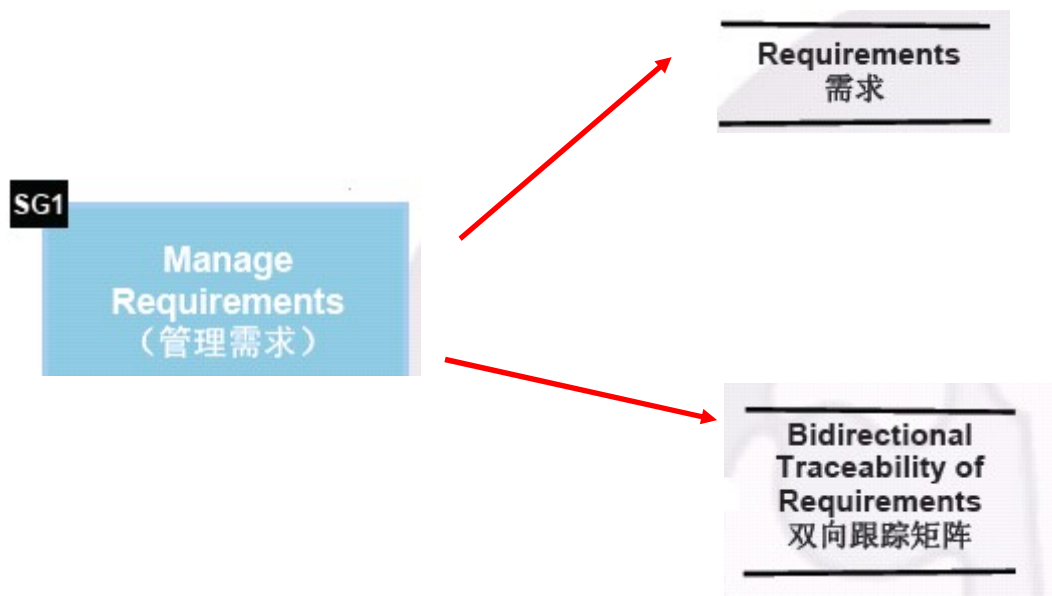 Requirements
需求
SG1
Manage
Requirements
（管理需求）
Bidirectional
Traceability of
Requirements
双向跟踪矩阵